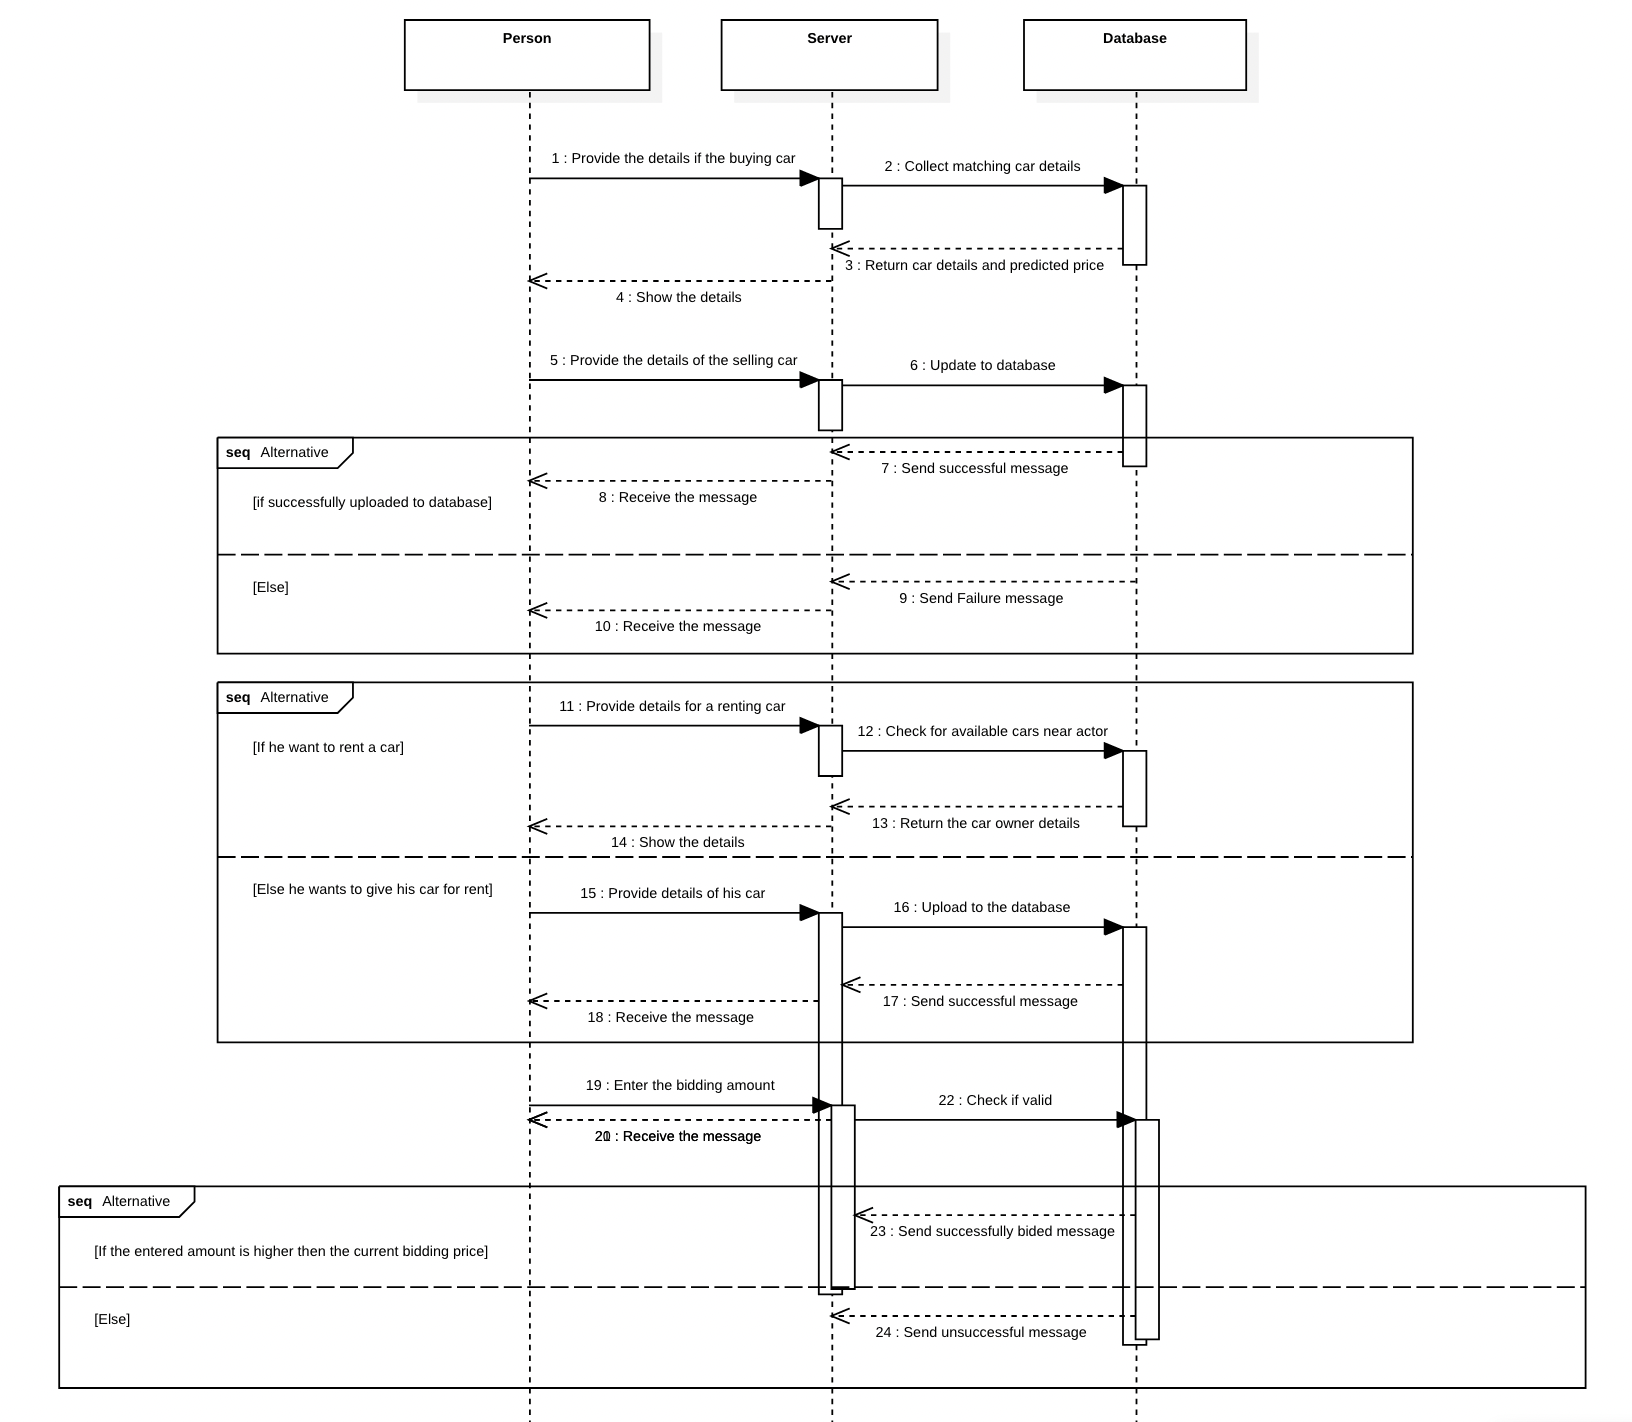 Person
Server
Database
1 : Provide the details if the buying car
2 : Collect matching car details
3 : Return car details and predicted price
4 : Show the details
5 : Provide the details of the selling car
6 : Update to database
seq Alternative
7 : Send successful message
8 : Receive the message
[if successfully uploaded to database]
[Else]
9 : Send Failure message
10 : Receive the message
seq Alternative
11 : Provide details for a renting car
12 : Check for available cars near actor
[If he want to rent a car]
13 : Return the car owner details
14 : Show the details
[Else he wants to give his car for rent]
15 : Provide details of his car
16 : Upload to the database
17 : Send successful message
18 : Receive the message
19 : Enter the bidding amount
22 : Check if valid
: Receive the message
seq Alternative
23 : Send successfully bided message
[If the entered amount is higher then the current bidding price]
[Else]
24 : Send unsuccessful message